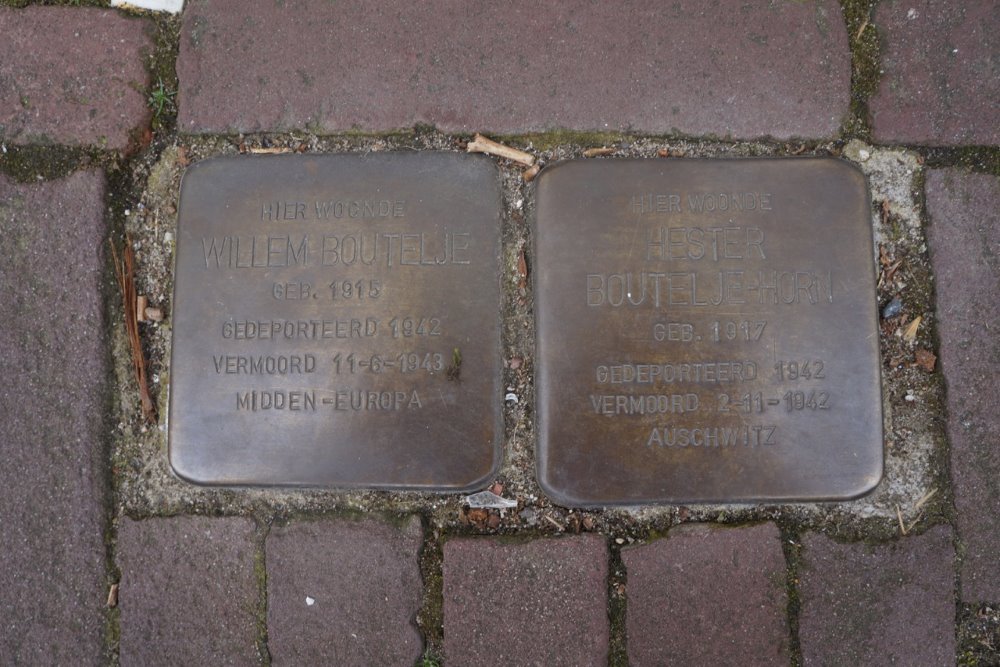 HIER WOONDE
WILLEM BOUTELJE
GEB. 1915
GEDEPORTEERD 1942
VERMOORD 11-6-1943
MIDDEN-EUROPA
HIER WOONDE
HESTER
BOUTELJE-HORN
GEB. 1917
GEDEPORTEERD 1942
VERMOORD 2-11-1942
AUSCHWITZ